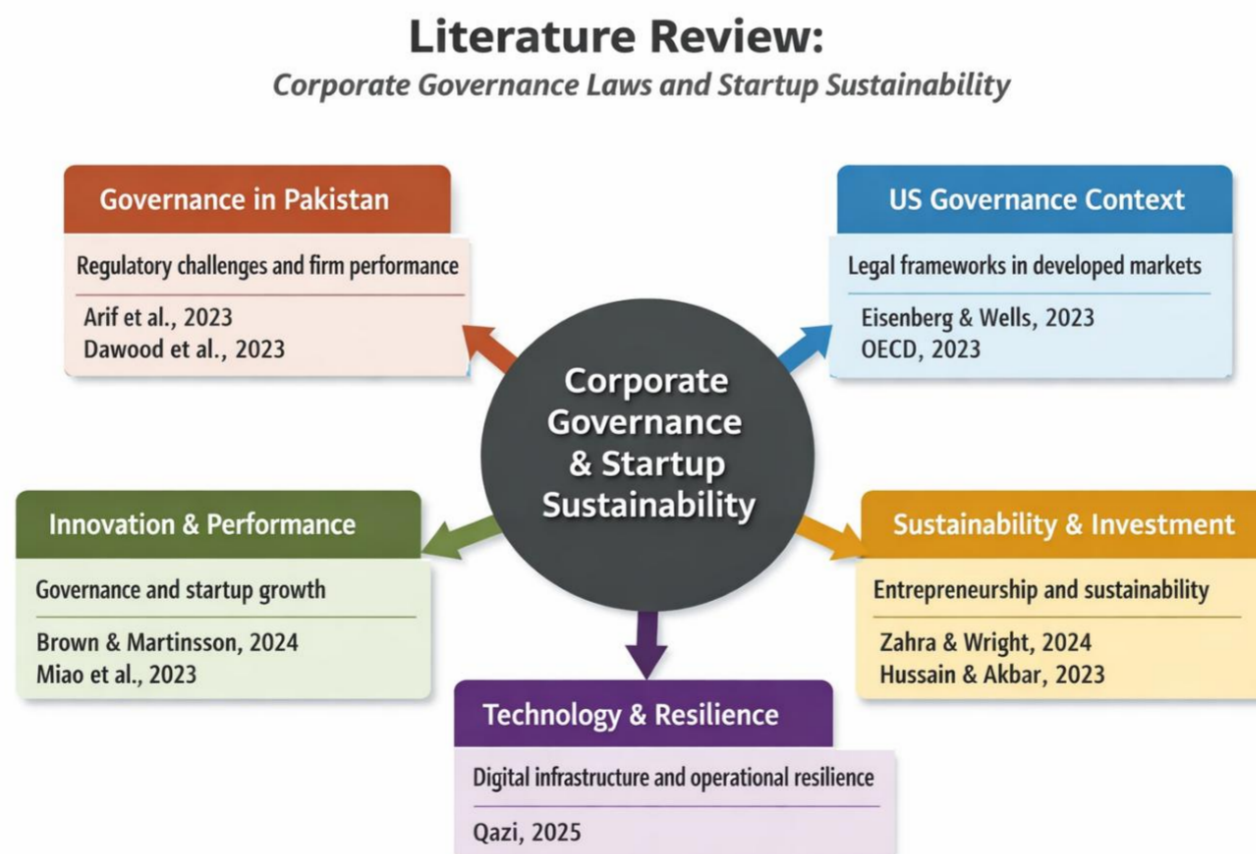 Literature Review:
Corporate Governance Laws and Startup Sustainability
Governance in Pakistan
Regulatory challenges and firm performance
Arif et al., 2023
Dawood et al., 2023
US Governance Context
Legal frameworks in developed markets
Eisenberg & Wells, 2023
OECD, 2023
Corporate
Governance
& Startup
Sustainability
Innovation & Performance
Governance and startup growth
Brown & Martinsson, 2024
Miao et al., 2023
Sustainability & Investment
Entrepreneurship and sustainability
Zahra & Wright, 2024
Hussain & Akbar, 2023
Technology & Resilience
Digital infrastructure and operational resilience
Qazi, 2025